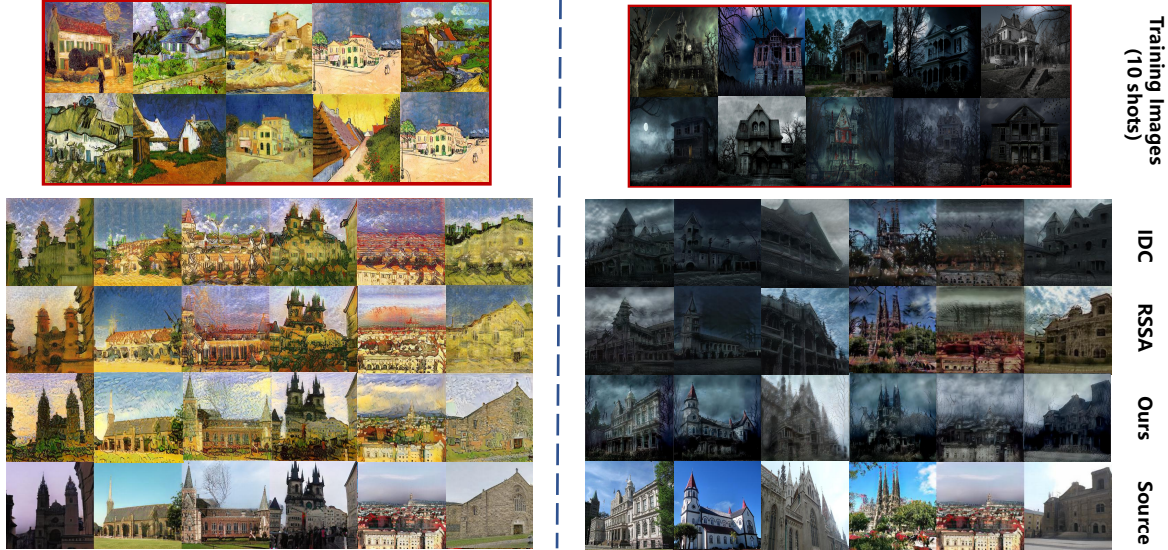 Training Images
(10 shots)
IDC
RSSA
Ours
Source